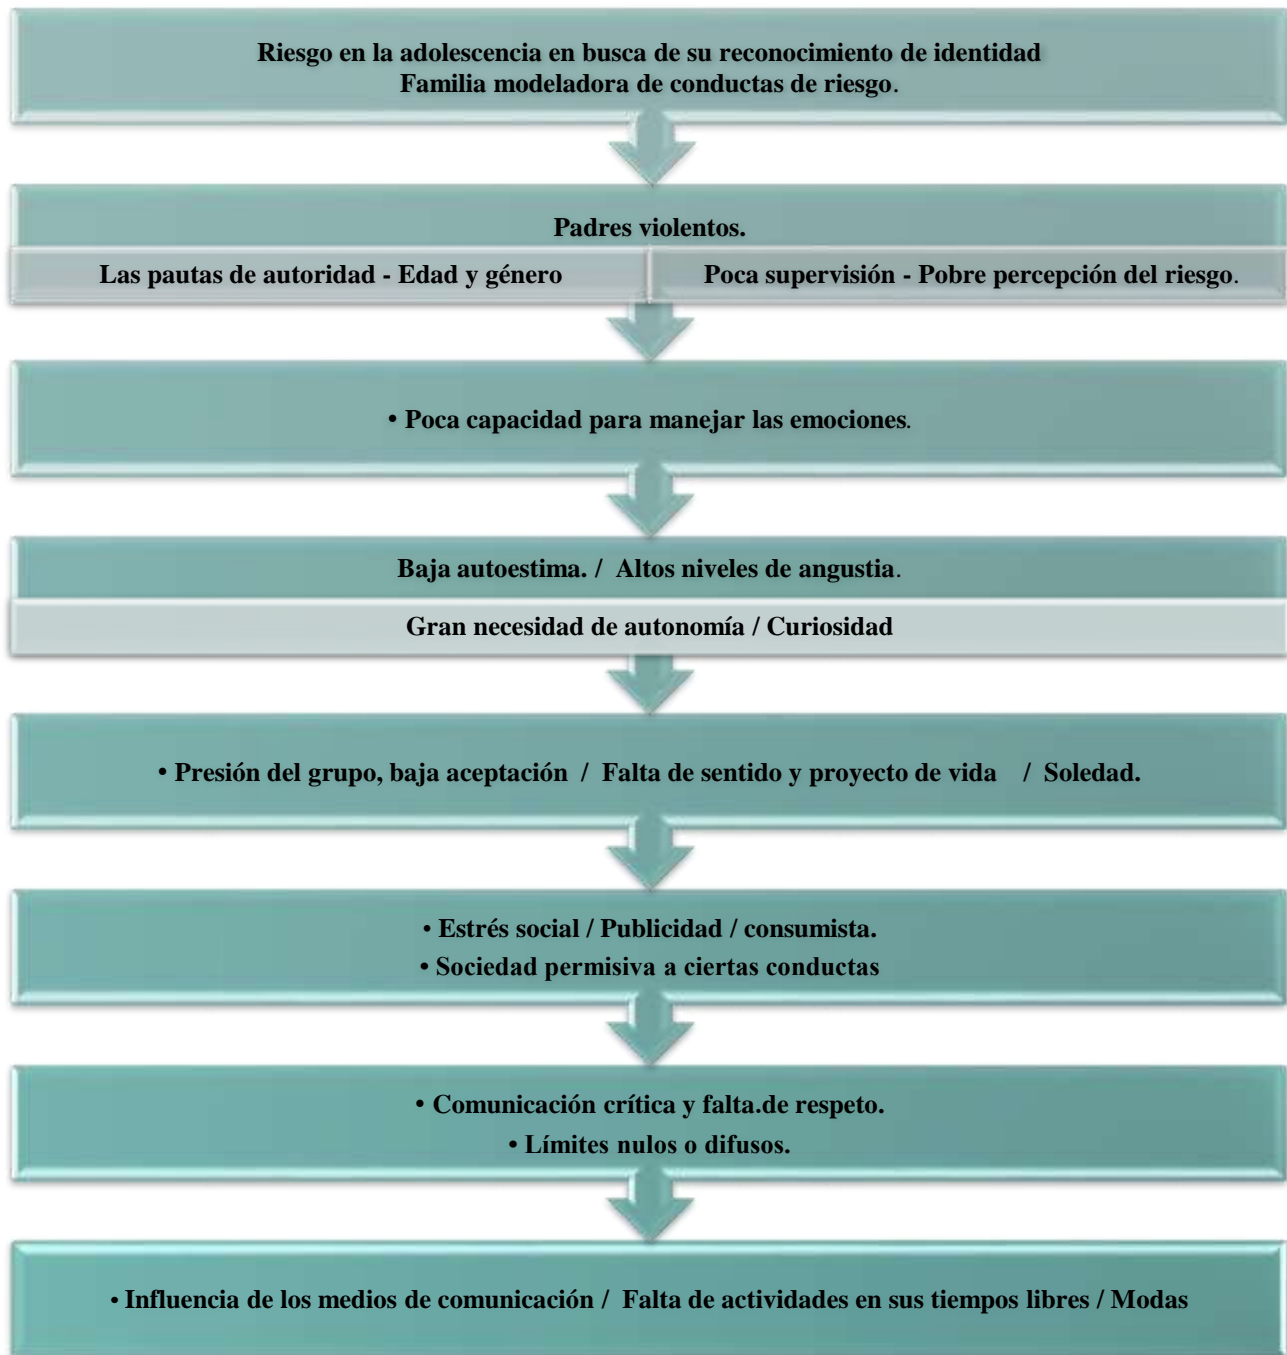 Riesgo en la adolescencia en busca de su reconocimiento de identidad
Familia modeladora de conductas de riesgo.
Padres violentos.
Las pautas de autoridad - Edad y género
Poca supervisión - Pobre percepción del riesgo.
• Poca capacidad para manejar las emociones.
Baja autoestima. / Altos niveles de angustia.
Gran necesidad de autonomía / Curiosidad
• Presión del grupo, baja aceptación / Falta de sentido y proyecto de vida / Soledad.
• Estrés social / Publicidad / consumista.
• Sociedad permisiva a ciertas conductas
• Comunicación crítica y falta.de respeto.
• Límites nulos o difusos.
• Influencia de los medios de comunicación / Falta de actividades en sus tiempos libres / Modas